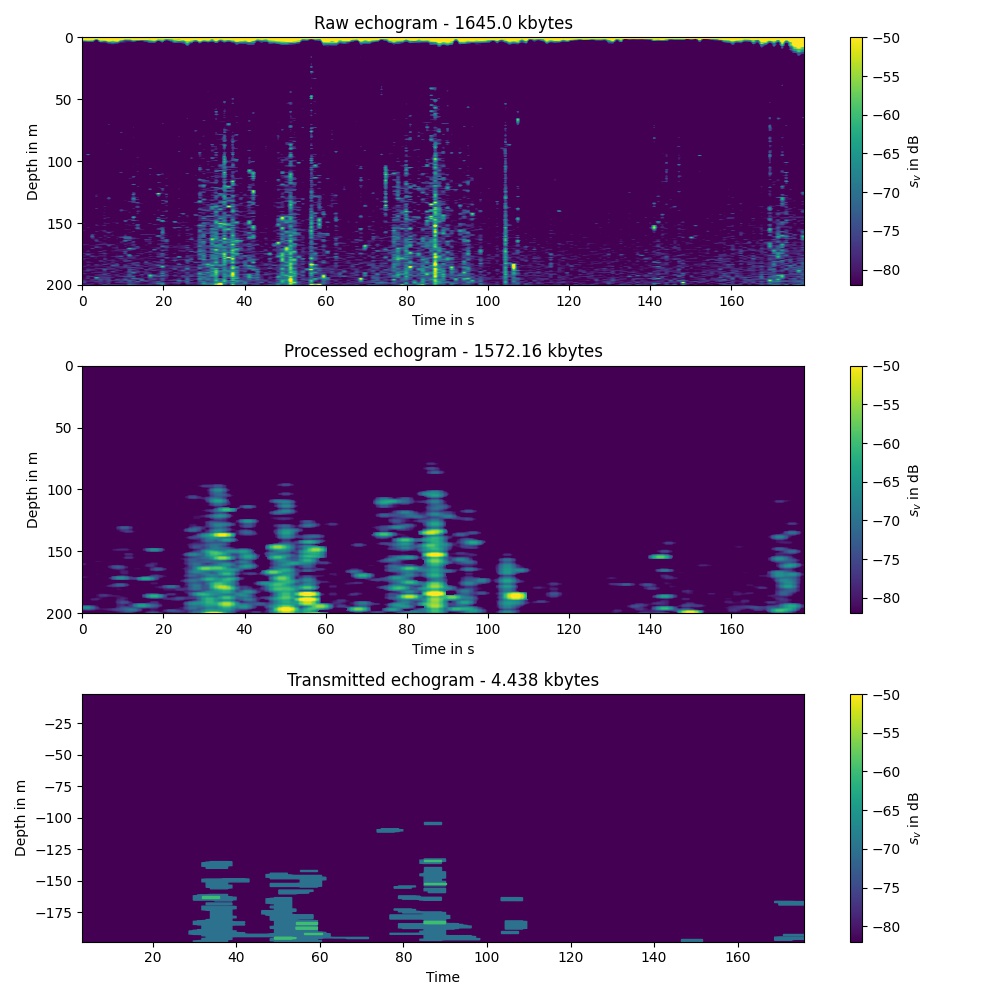 Raw echogram - 1645.0 kbytes
0
50
100
150
200
Depth in m
0 20 40 60 80 100 120 140 160
Time in s
−50
−55
−60
−65
−70
−75
−80
sv in dB
Processed echogram - 1572.16 kbytes
0
50
100
150
200
Depth in m
0 20 40 60 80 100 120 140 160
Time in s
−50
−55
−60
−65
−70
−75
−80
sv in dB
Transmitted echogram - 4.438 kbytes
−25
−50
−75
−100
−125
−150
−175
Depth in m
20 40 60 80 100 120 140 160
Time
−50
−55
−60
−65
−70
−75
−80
sv in dB